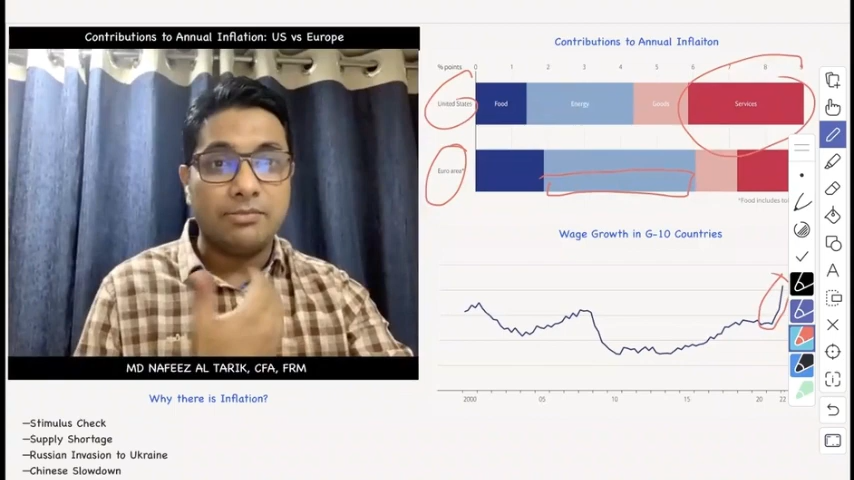 Contributions to Annual Inflation: US vs Europe
MD NAFEEZ AL TARIK, CFA, FRM
Why there is Inflation?
—Stimulus Check
—Supply Shortage
—Russian Invasion to Ukraine
—Chinese Slowdown
Contributions to Annual Inflaiton
% points 0 1 2 3 4 5 6 7 8
United States Food Energy Goods Services
Euro area*
*Food includes to
Wage Growth in G-10 Countries
2000 05 10 15 20 22
A